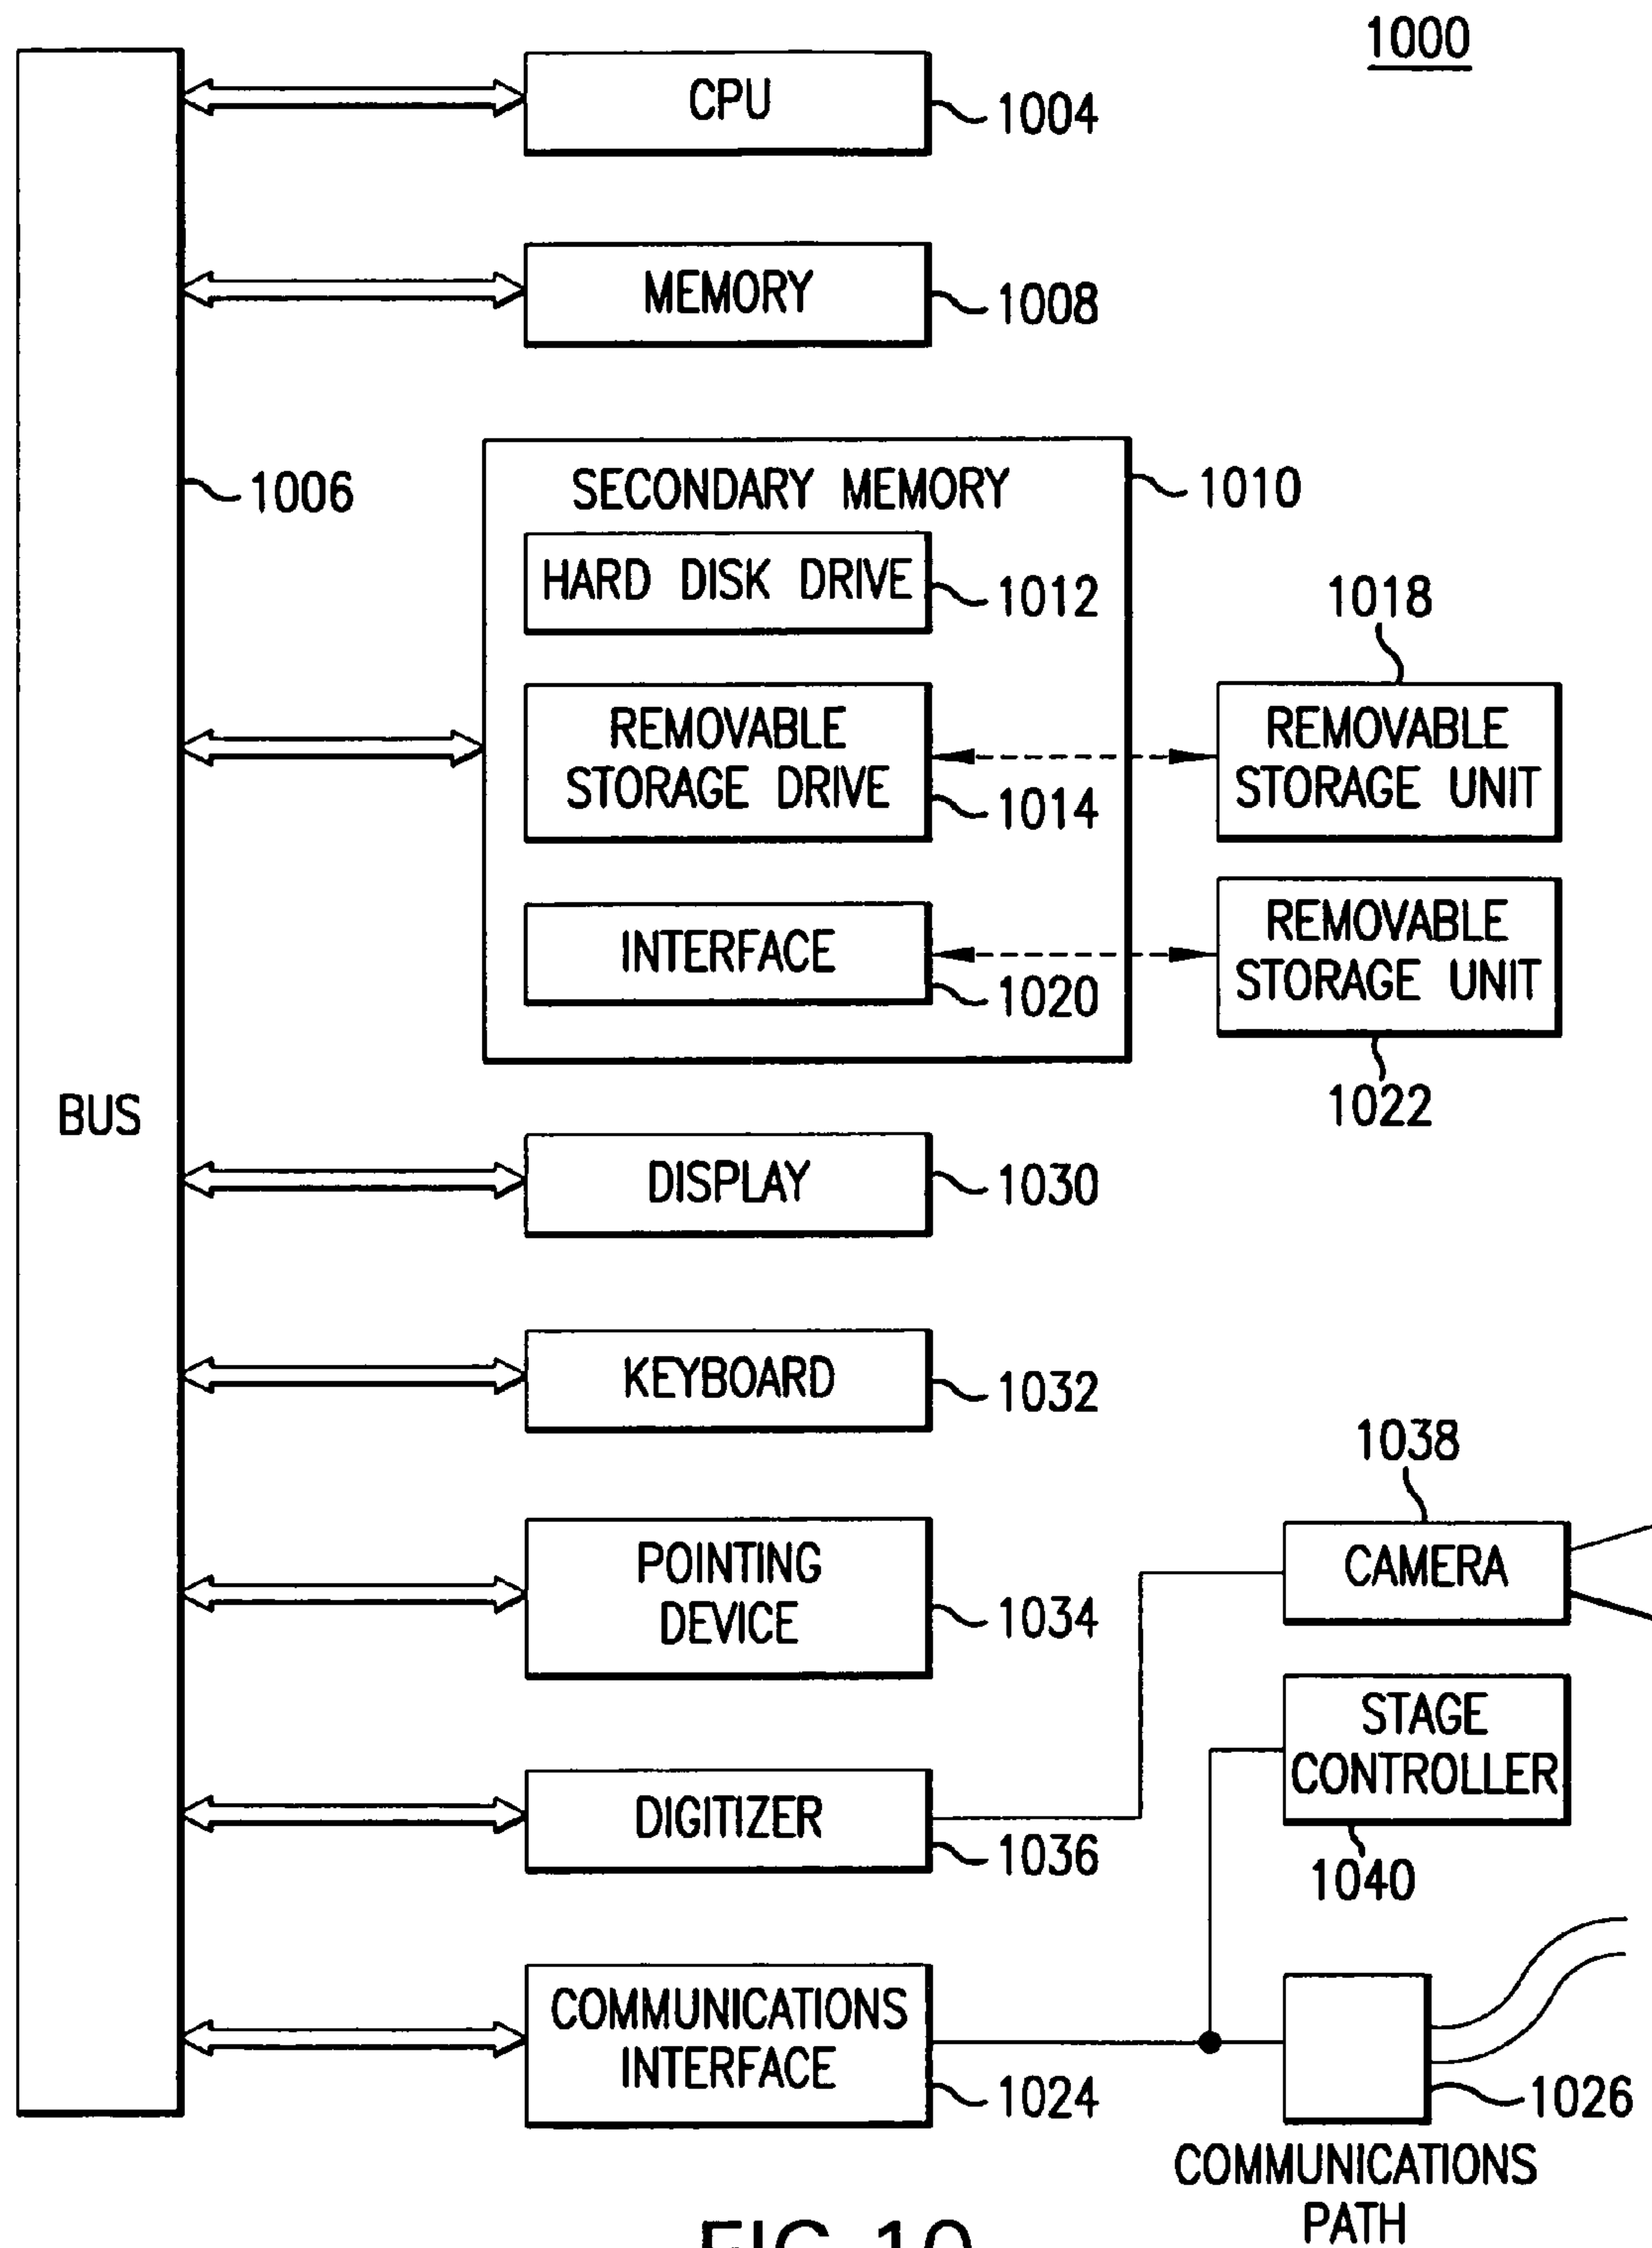 1000
CPU
1004
MEMORY
1008
1006
SECONDARY MEMORY
1010
HARD DISK DRIVE
1012
1018
REMOVABLE
STORAGE DRIVE
1014
REMOVABLE
STORAGE UNIT
INTERFACE
1020
REMOVABLE
STORAGE UNIT
1022
BUS
DISPLAY
1030
KEYBOARD
1032
1038
CAMERA
POINTING
DEVICE
1034
STAGE
CONTROLLER
1040
DIGITIZER
1036
COMMUNICATIONS
INTERFACE
1024
1026
COMMUNICATIONS
PATH
FIG.10